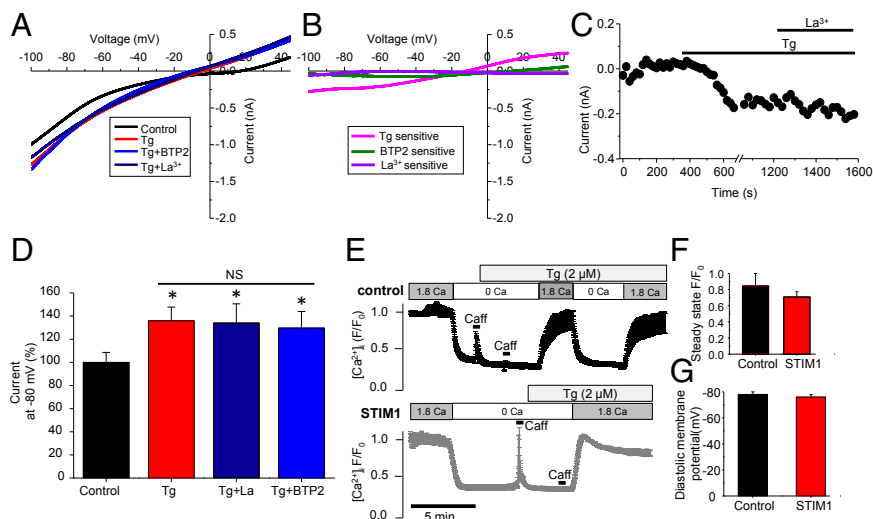 A
Voltage (mV)
-100 -80 -60 -40 -20 0 20 40
0.5
0.0
-0.5
-1.0
-1.5
-2.0
Current (nA)
Control
Tg
Tg+BTP2
Tg+La³⁺
B
Voltage (mV)
-100 -80 -60 -40 -20 0 20 40
0.5
0.0
-0.5
-1.0
-1.5
-2.0
Current (nA)
Tg sensitive
BTP2 sensitive
La³⁺ sensitive
C
La³⁺
Tg
0.2
0.0
-0.2
-0.4
Current (nA)
0 200 400 600 1200 1400 1600
Time (s)
D
NS
160
140
120
100
80
60
40
20
0
Current
at -80 mV (%)
* * *
Control Tg Tg+La Tg+BTP2
E
Tg (2 µM)
control
1.8 Ca 0 Ca 1.8 Ca 0 Ca 1.8 Ca
1.0
0.5
0.0
[Ca²⁺]ᵢ (F/F₀)
Caff
Caff
Tg (2 µM)
STIM1
1.8 Ca 0 Ca 1.8 Ca
1.0
0.5
0.0
[Ca²⁺]ᵢ F/F₀
Caff
Caff
5 min
F
1.0
0.8
0.6
0.4
0.2
0.0
Steady state F/F₀
Control STIM1
G
-80
-60
-40
-20
0
Diastolic membrane
potential(mV)
Control STIM1